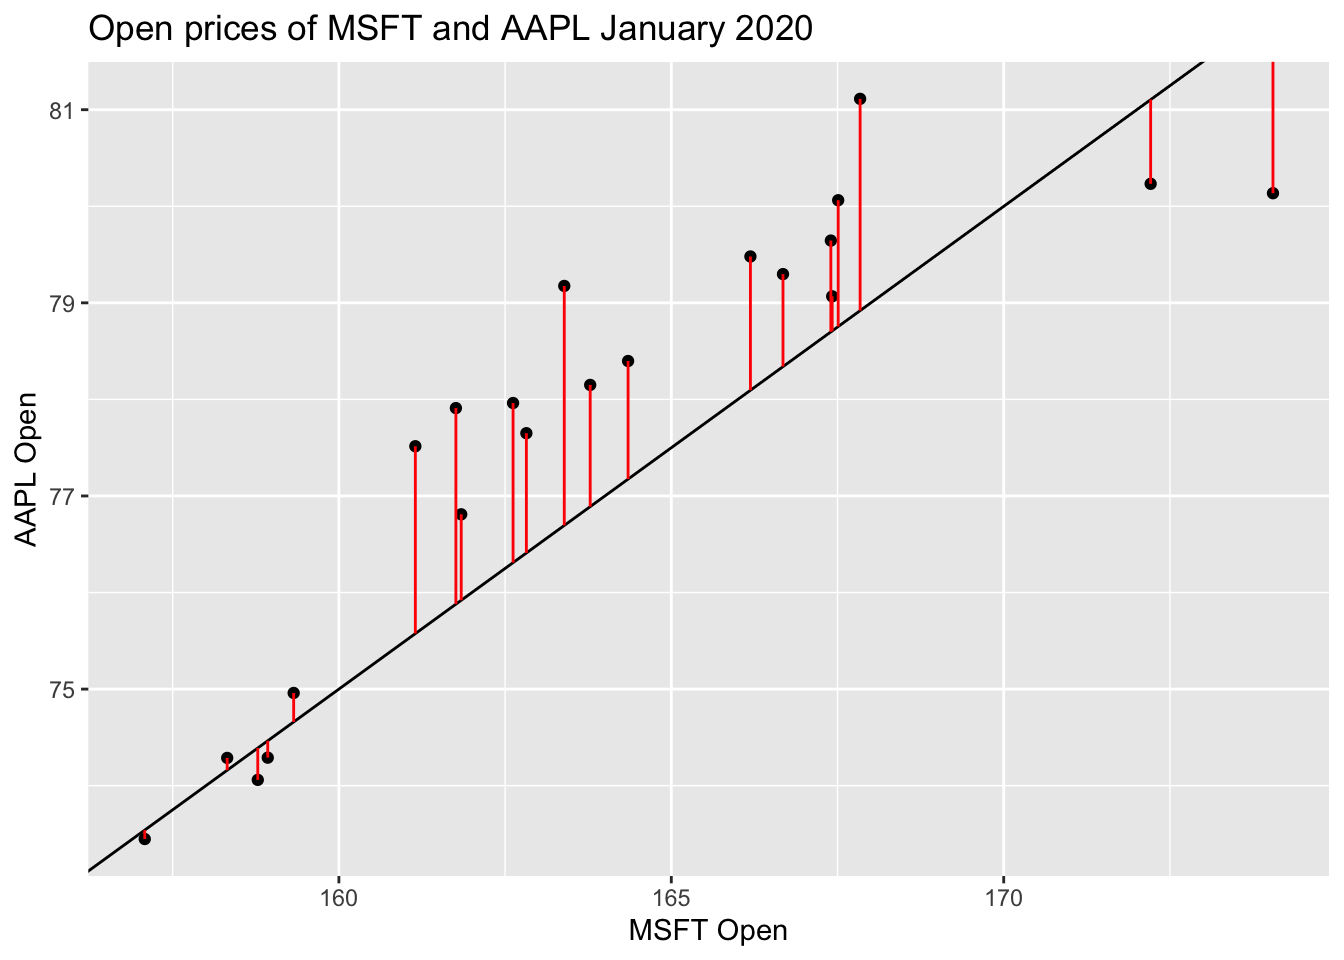 Open prices of MSFT and AAPL January 2020
81
79
77
75
AAPL Open
160 165 170
MSFT Open